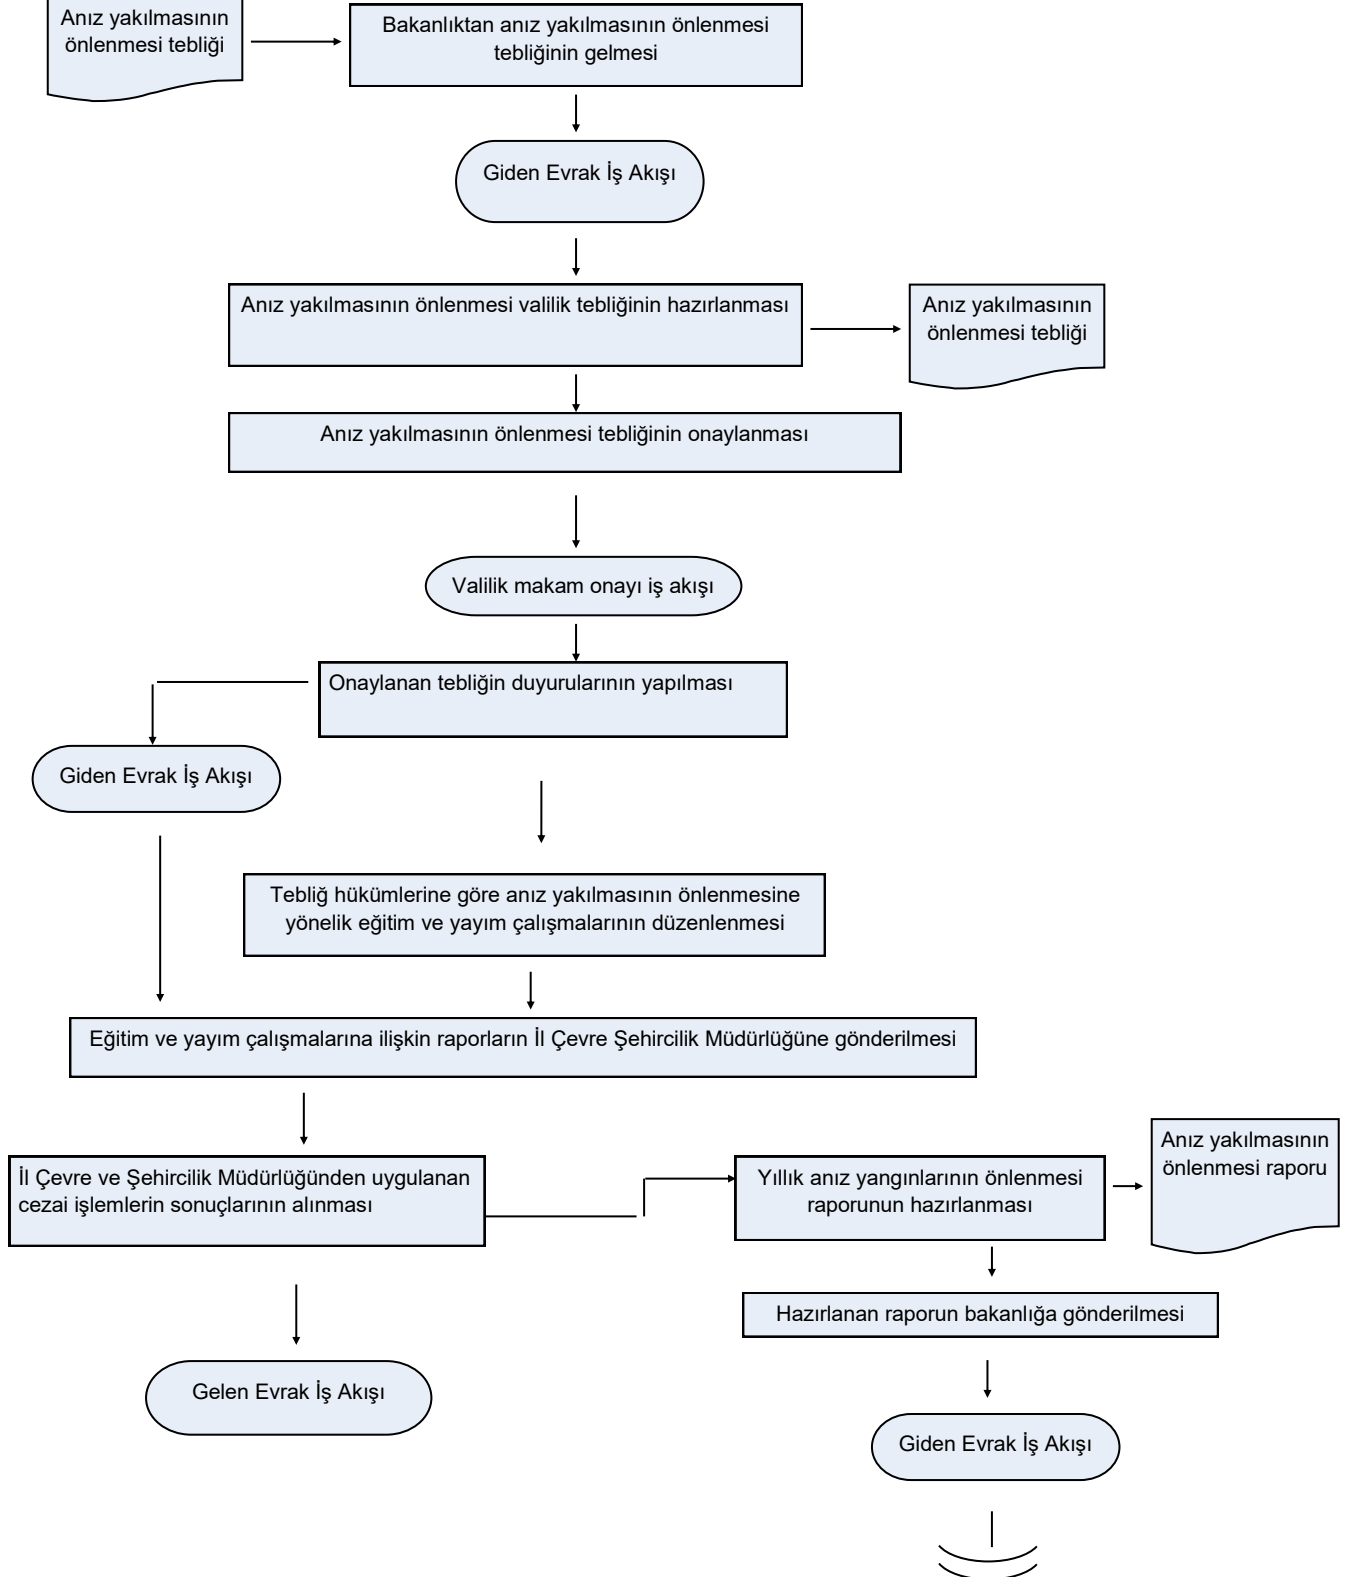 Anız yakılmasının
önlenmesi tebliği
Bakanlıktan anız yakılmasının önlenmesi
tebliğinin gelmesi
Giden Evrak İş Akışı
Anız yakılmasının önlenmesi valilik tebliğinin hazırlanması
Anız yakılmasının
önlenmesi tebliği
Anız yakılmasının önlenmesi tebliğinin onaylanması
Valilik makam onayı iş akışı
Onaylanan tebliğin duyurularının yapılması
Giden Evrak İş Akışı
Tebliğ hükümlerine göre anız yakılmasının önlenmesine
yönelik eğitim ve yayım çalışmalarının düzenlenmesi
Eğitim ve yayım çalışmalarına ilişkin raporların İl Çevre Şehircilik Müdürlüğüne gönderilmesi
İl Çevre ve Şehircilik Müdürlüğünden uygulanan
cezai işlemlerin sonuçlarının alınması
Yıllık anız yangınlarının önlenmesi
raporunun hazırlanması
Anız yakılmasının
önlenmesi raporu
Hazırlanan raporun bakanlığa gönderilmesi
Gelen Evrak İş Akışı
Giden Evrak İş Akışı